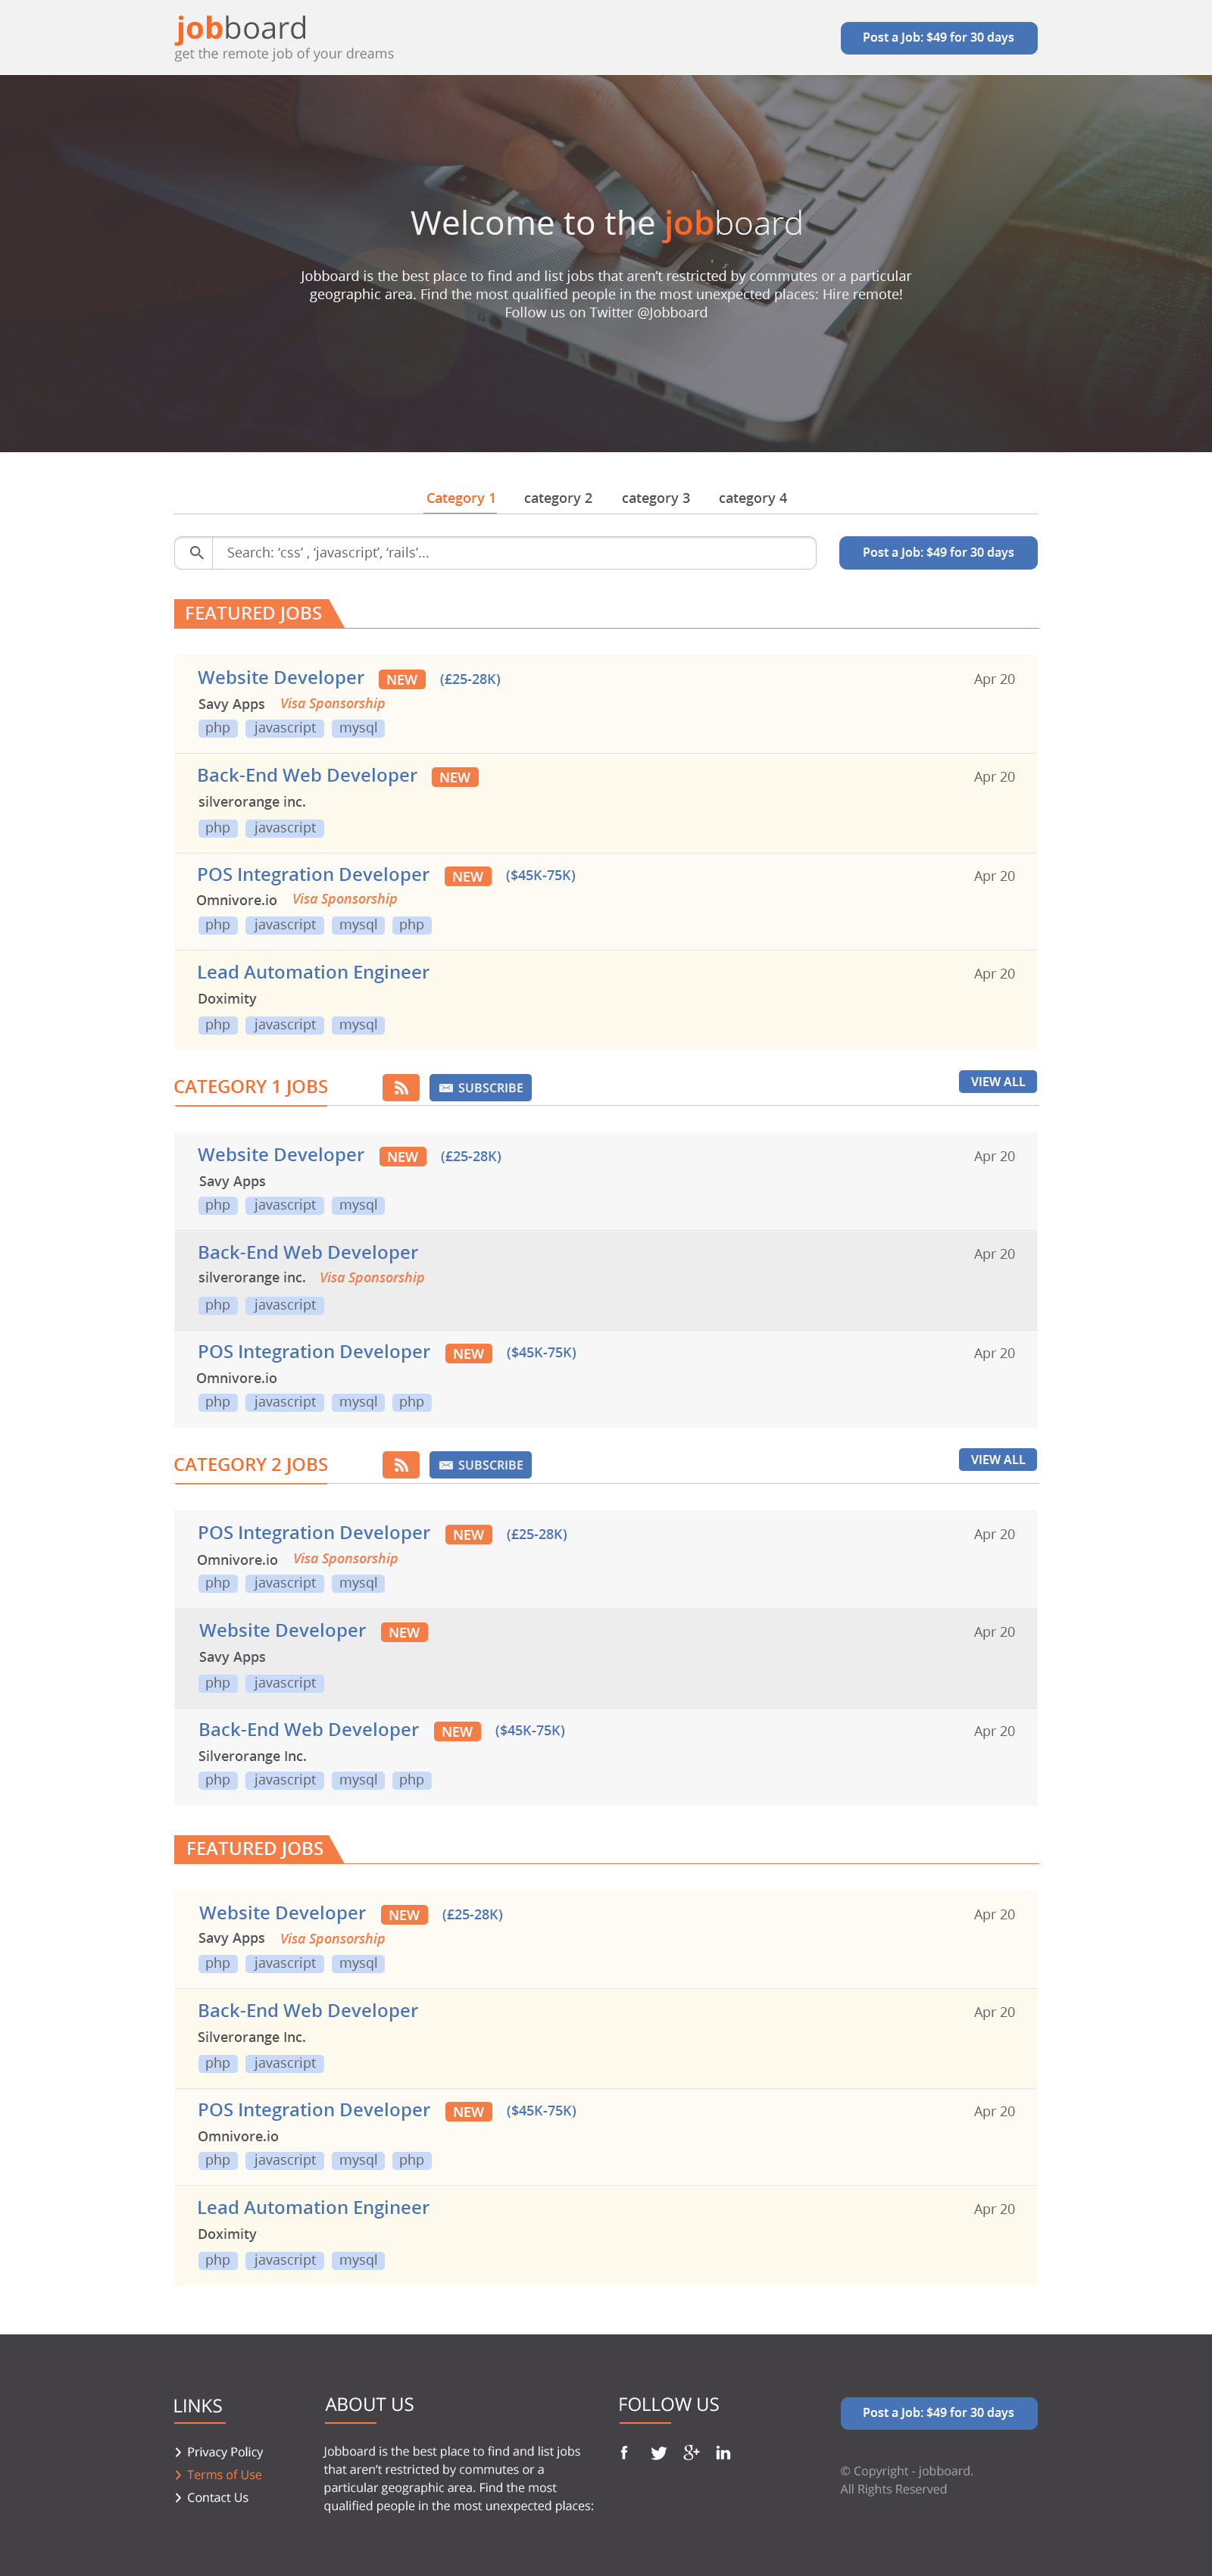 jobboard
get the remote job of your dreams
Post a Job: $49 for 30 days
Welcome to the jobboard
Jobboard is the best place to find and list jobs that aren't restricted by commutes or a particular
geographic area. Find the most qualified people in the most unexpected places: Hire remote!
Follow us on Twitter @Jobboard
Category 1 category 2 category 3 category 4
Search: ‘css’ , ‘javascript’, ‘rails’...
Post a Job: $49 for 30 days
FEATURED JOBS
Website Developer NEW (£25-28K) Apr 20
Savy Apps Visa Sponsorship
php javascript mysql
Back-End Web Developer NEW Apr 20
silverorange inc.
php javascript
POS Integration Developer NEW ($45K-75K) Apr 20
Omnivore.io Visa Sponsorship
php javascript mysql php
Lead Automation Engineer Apr 20
Doximity
php javascript mysql
CATEGORY 1 JOBS SUBSCRIBE VIEW ALL
Website Developer NEW (£25-28K) Apr 20
Savy Apps
php javascript mysql
Back-End Web Developer Apr 20
silverorange inc. Visa Sponsorship
php javascript
POS Integration Developer NEW ($45K-75K) Apr 20
Omnivore.io
php javascript mysql php
CATEGORY 2 JOBS SUBSCRIBE VIEW ALL
POS Integration Developer NEW (£25-28K) Apr 20
Omnivore.io Visa Sponsorship
php javascript mysql
Website Developer NEW Apr 20
Savy Apps
php javascript
Back-End Web Developer NEW ($45K-75K) Apr 20
Silverorange Inc.
php javascript mysql php
FEATURED JOBS
Website Developer NEW (£25-28K) Apr 20
Savy Apps Visa Sponsorship
php javascript mysql
Back-End Web Developer Apr 20
Silverorange Inc.
php javascript
POS Integration Developer NEW ($45K-75K) Apr 20
Omnivore.io
php javascript mysql php
Lead Automation Engineer Apr 20
Doximity
php javascript mysql
LINKS
Privacy Policy
Terms of Use
Contact Us
ABOUT US
Jobboard is the best place to find and list jobs
that aren't restricted by commutes or a
particular geographic area. Find the most
qualified people in the most unexpected places:
FOLLOW US
Post a Job: $49 for 30 days
© Copyright - jobboard.
All Rights Reserved